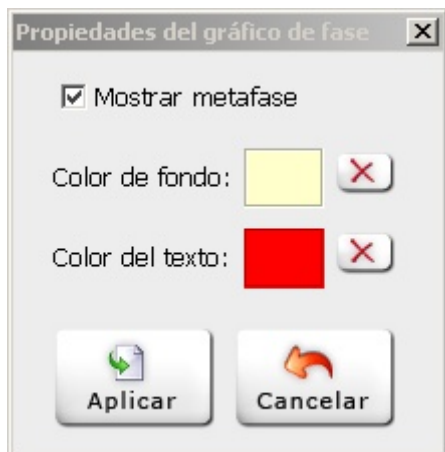 Propiedades del gráfico de fase
Mostrar metafase
Color de fondo:
Color del texto:
Aplicar
Cancelar